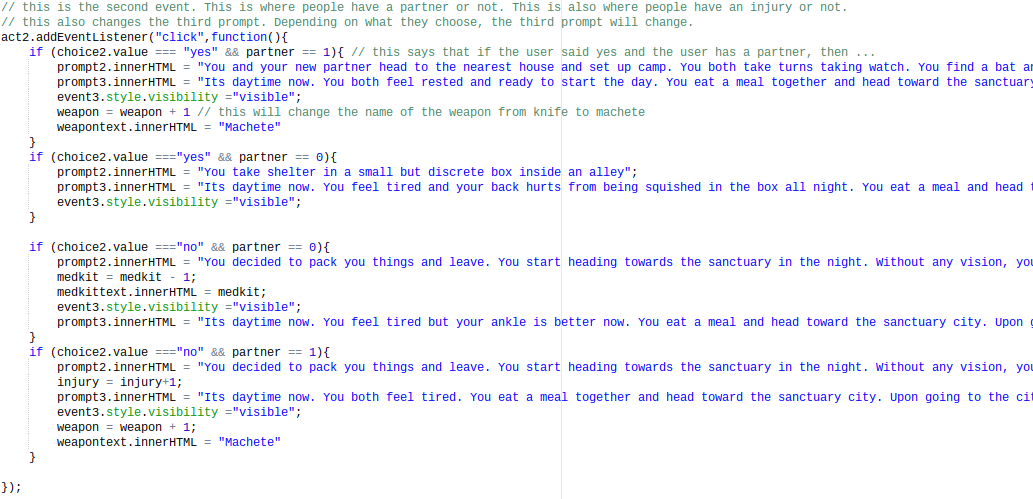 // this is the second event. This is where people have a partner or not. This is also where people have an injury or not.
// this also changes the third prompt. Depending on what they choose, the third prompt will change.
act2.addEventListener("click",function(){
    if (choice2.value === "yes" && partner == 1){ // this says that if the user said yes and the user has a partner, then ...
        prompt2.innerHTML = "You and your new partner head to the nearest house and set up camp. You both take turns taking watch. You find a bat
        prompt3.innerHTML = "Its daytime now. You both feel rested and ready to start the day. You eat a meal together and head toward the sanctuary
        event3.style.visibility ="visible";
        weapon = weapon + 1 // this will change the name of the weapon from knife to machete
        weapontext.innerHTML = "Machete"
    }
    if (choice2.value ==="yes" && partner == 0){
        prompt2.innerHTML = "You take shelter in a small but discrete box inside an alley";
        prompt3.innerHTML = "Its daytime now. You feel tired and your back hurts from being squished in the box all night. You eat a meal and head
        event3.style.visibility ="visible";
    }

    if (choice2.value ==="no" && partner == 0){
        prompt2.innerHTML = "You decided to pack you things and leave. You start heading towards the sanctuary in the night. Without any vision, you
        medkit = medkit - 1;
        medkittext.innerHTML = medkit;
        event3.style.visibility ="visible";
        prompt3.innerHTML = "Its daytime now. You feel tired but your ankle is better now. You eat a meal and head toward the sanctuary city. Upon
    }
    if (choice2.value ==="no" && partner == 1){
        prompt2.innerHTML = "You decided to pack you things and leave. You start heading towards the sanctuary in the night. Without any vision, you
        injury = injury+1;
        prompt3.innerHTML = "Its daytime now. You both feel tired. You eat a meal together and head toward the sanctuary city. Upon going to the
        event3.style.visibility ="visible";
        weapon = weapon + 1;
        weapontext.innerHTML = "Machete"
    }

});